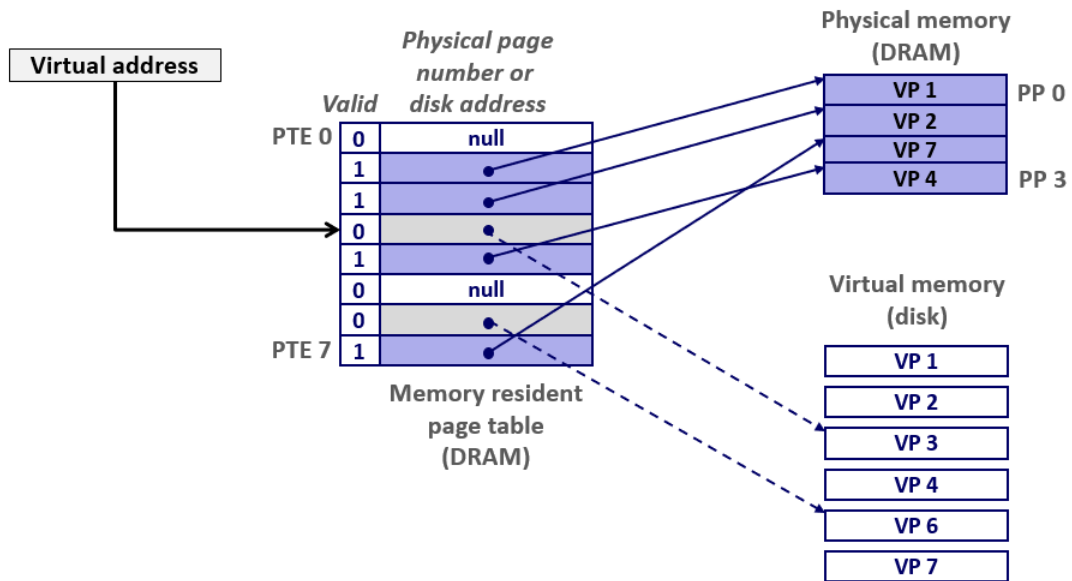 Virtual address
Physical page
number or
disk address
Valid
PTE 0
0
null
1
1
0
1
0
null
0
PTE 7
1
Memory resident
page table
(DRAM)
Physical memory
(DRAM)
VP 1
PP 0
VP 2
VP 7
VP 4
PP 3
Virtual memory
(disk)
VP 1
VP 2
VP 3
VP 4
VP 6
VP 7